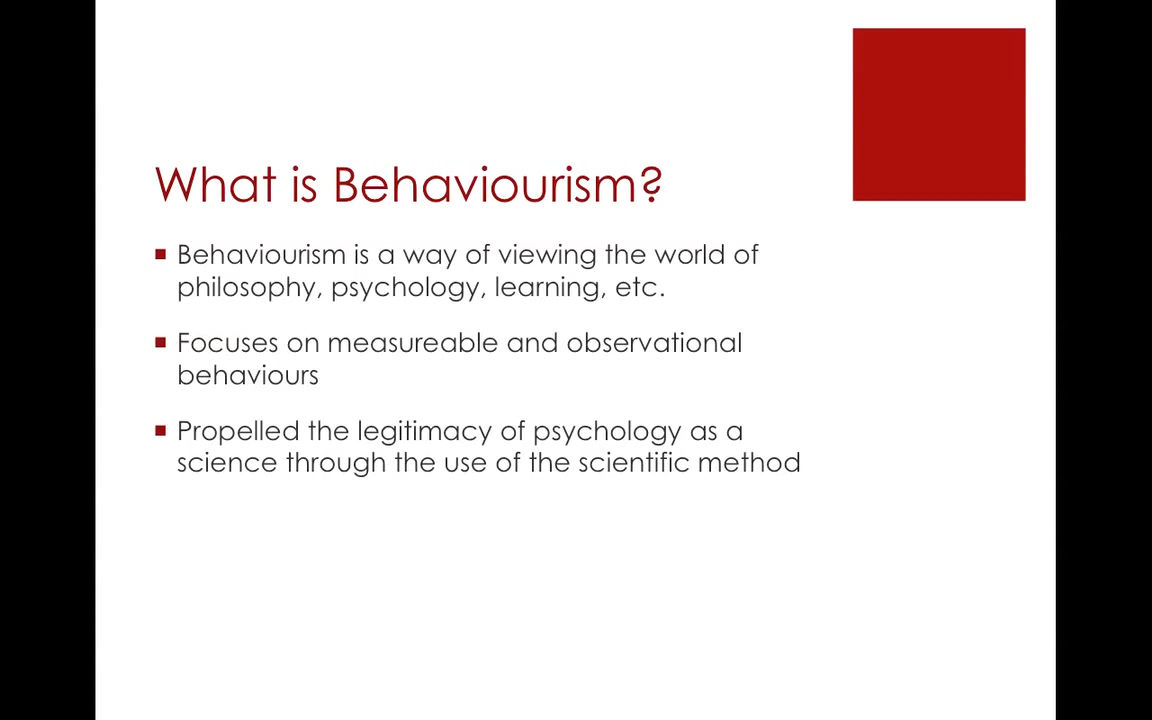 What is Behaviourism?
Behaviourism is a way of viewing the world of
philosophy, psychology, learning, etc.
Focuses on measureable and observational
behaviours
Propelled the legitimacy of psychology as a
science through the use of the scientific method